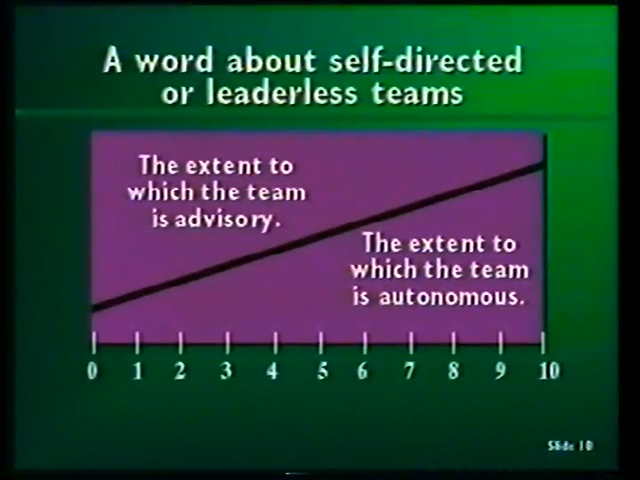 A word about self-directed
or leaderless teams
The extent to
which the team
is advisory.
The extent to
which the team
is autonomous.
0 1 2 3 4 5 6 7 8 9 10
Slide 10